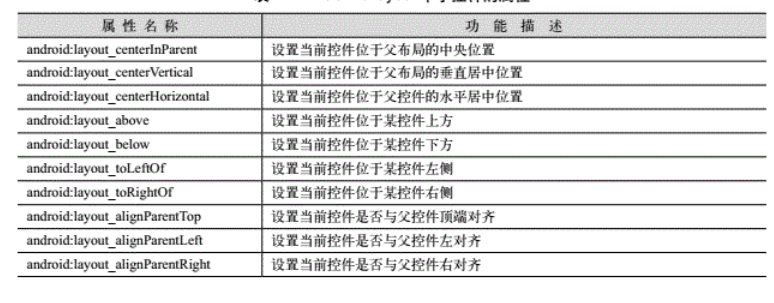 属 性 名 称 功 能 描 述
android:layout_centerInParent 设置当前控件位于父布局的中央位置
android:layout_centerVertical 设置当前控件位于父布局的垂直居中位置
android:layout_centerHorizontal 设置当前控件位于父控件的水平居中位置
android:layout_above 设置当前控件位于某控件上方
android:layout_below 设置当前控件位于某控件下方
android:layout_toLeftOf 设置当前控件位于某控件左侧
android:layout_toRightOf 设置当前控件位于某控件右侧
android:layout_alignParentTop 设置当前控件是否与父控件顶端对齐
android:layout_alignParentLeft 设置当前控件是否与父控件左对齐
android:layout_alignParentRight 设置当前控件是否与父控件右对齐